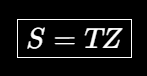 S = TZ